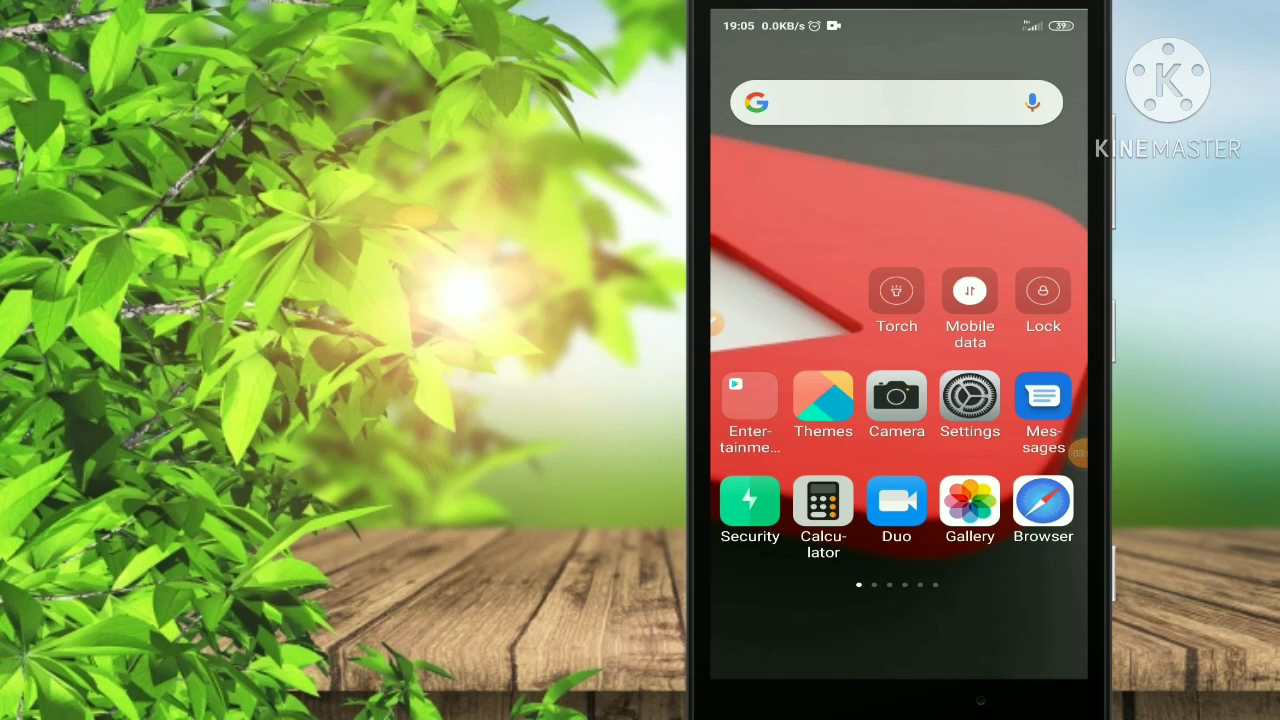 19:05 0.0KB/s
39
K
KINEMASTER
Torch
Mobile
data
Lock
Enter-
tainme...
Themes
Camera
Settings
Mes-
sages
Security
Calcu-
lator
Duo
Gallery
Browser